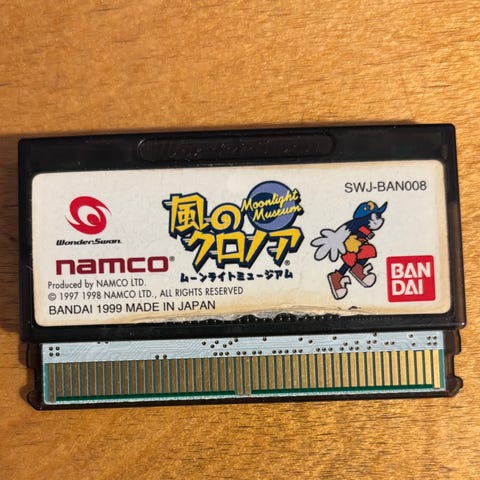 SWJ-BAN008
WonderSwan
風のクロノア
Moonlight
Museum
ムーンライトミュージアム
namco®
Produced by NAMCO LTD.
© 1997 1998 NAMCO LTD., ALL RIGHTS RESERVED
BANDAI 1999 MADE IN JAPAN
BAN
DAI